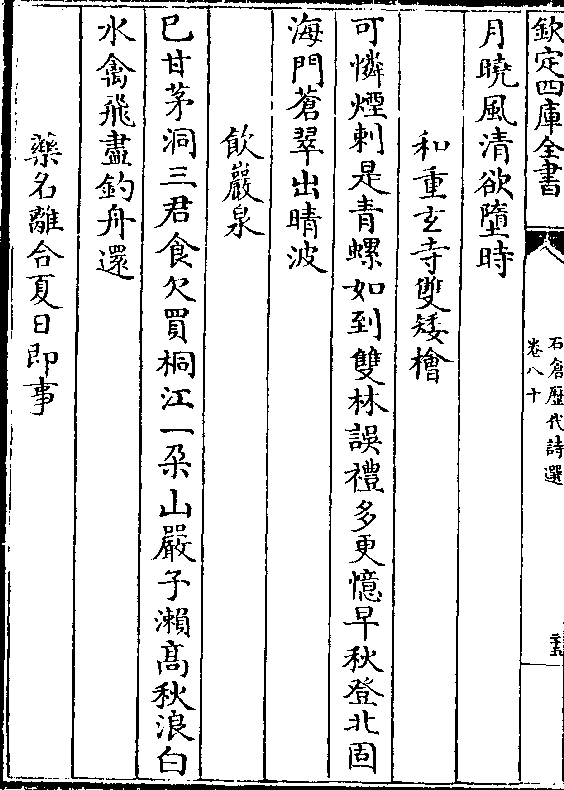 欽定四庫全書
石倉歷代詩選
卷八十
月曉風清欲墮時
和重玄寺雙矮檜
可憐煙刺是青螺如到雙林誤禮多更憶早秋登北固
海門蒼翠出晴波
飲巖泉
已甘茅洞三君食欠買桐江一朶山嚴子瀨髙秋浪白
水禽飛盡釣舟還
藥名離合夏日即事